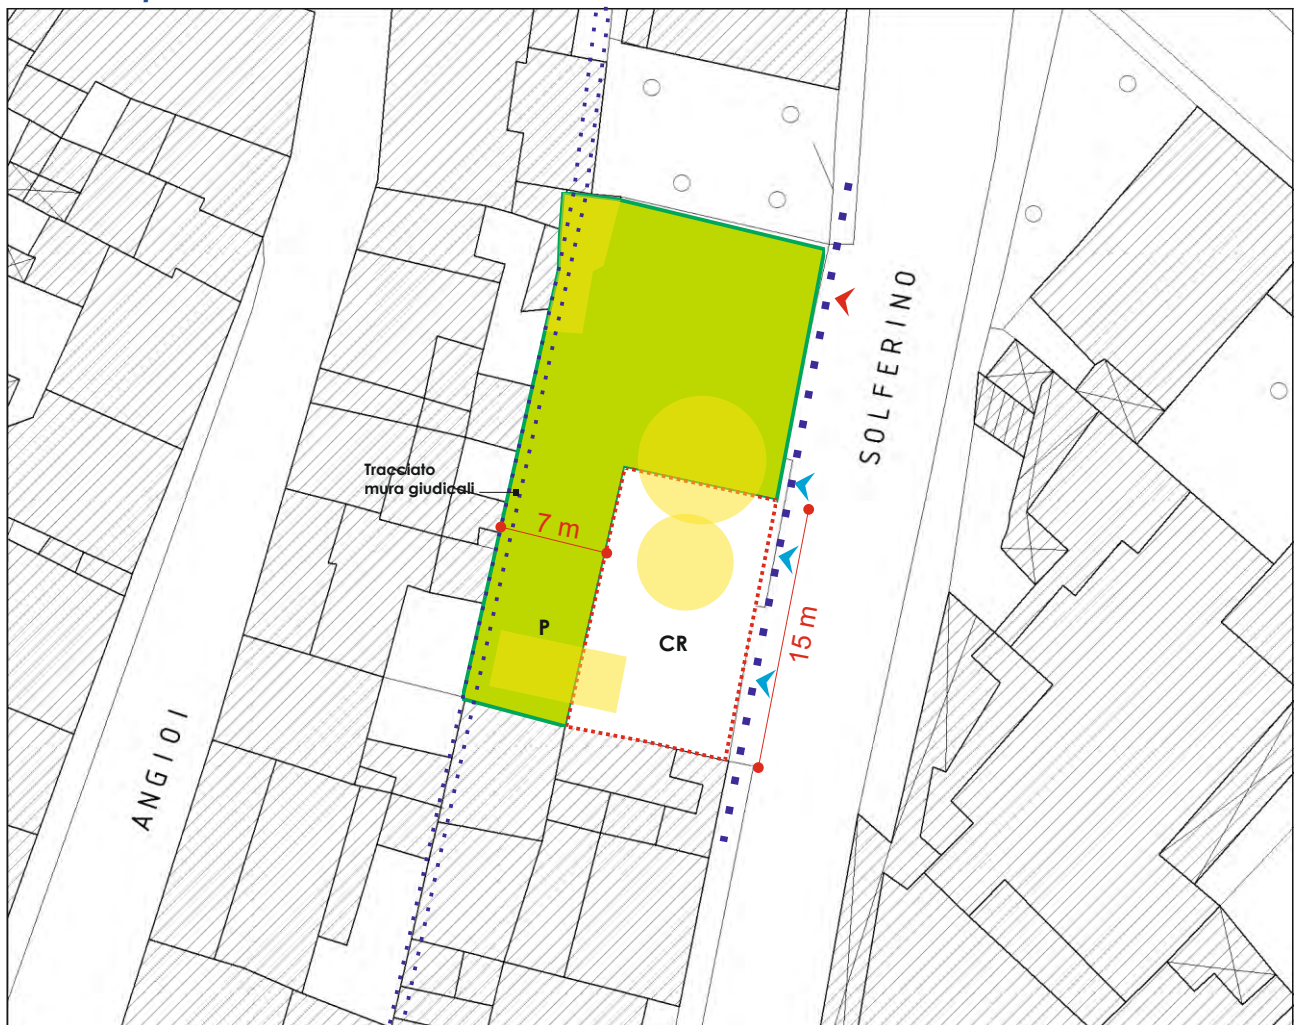 SOLFERINO
Tracciato
mura giudicali
7 m
P
CR
15 m
ANGIOI